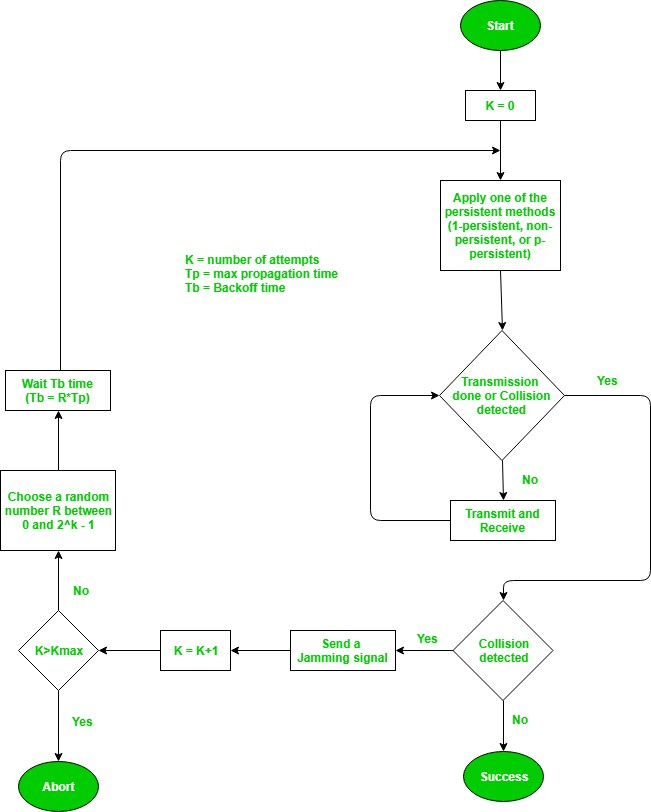 Start
K = 0
Apply one of the
persistent methods
(1-persistent, non-
persistent, or p-
persistent)
K = number of attempts
Tp = max propagation time
Tb = Backoff time
Wait Tb time
(Tb = R*Tp)
Transmission
done or Collision
detected
Yes
No
Transmit and
Receive
Choose a random
number R between
0 and 2^k - 1
No
K>Kmax
K = K+1
Send a
Jamming signal
Yes
Collision
detected
Yes
No
Abort
Success